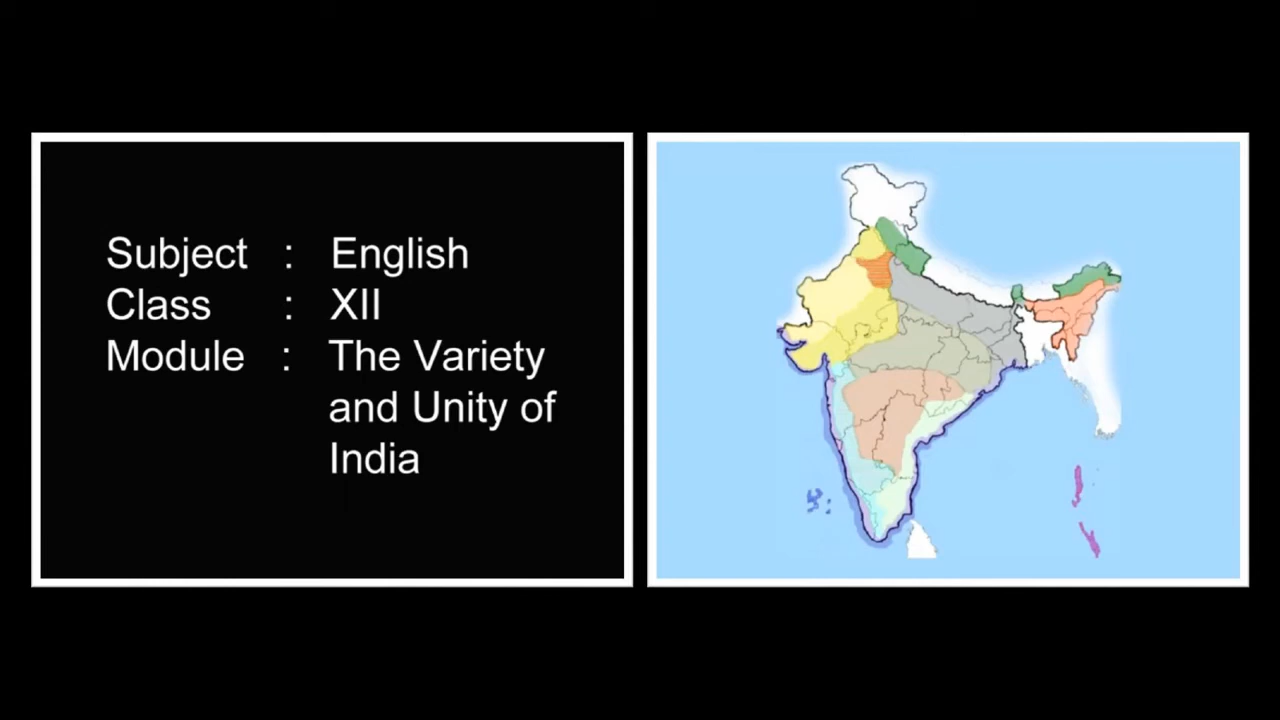 Subject : English
Class : XII
Module : The Variety
and Unity of
India